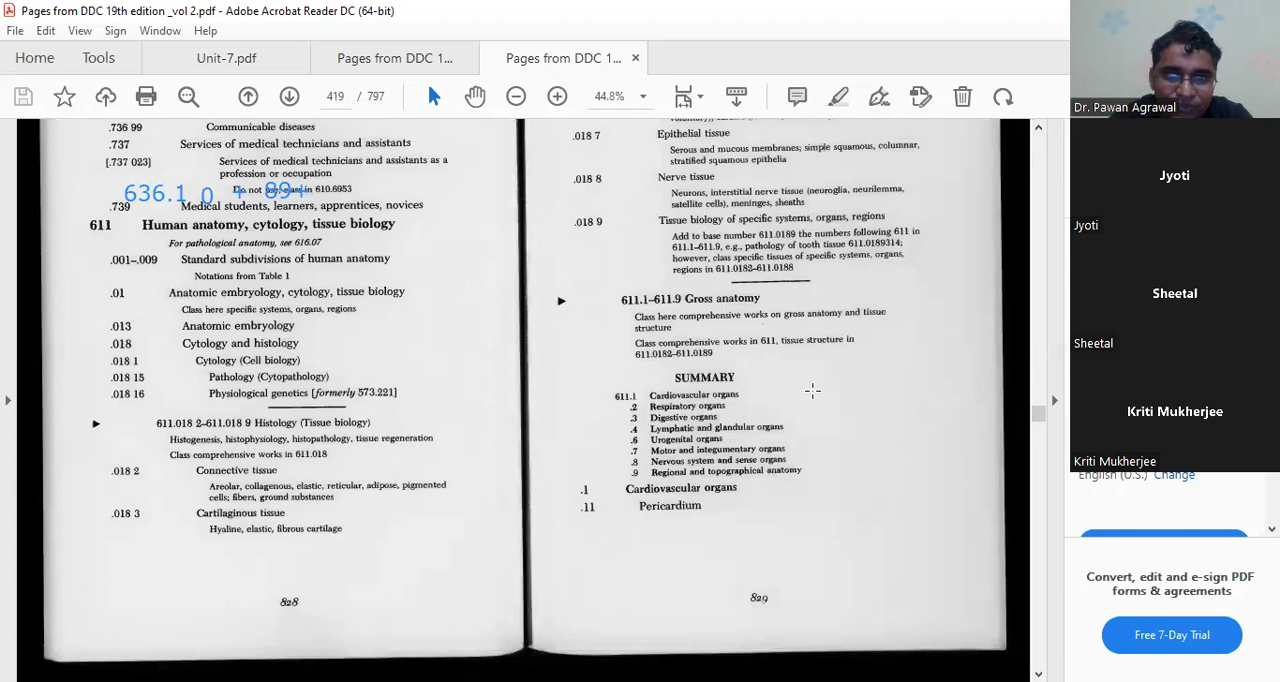 Pages from DDC 19th edition _vol 2.pdf - Adobe Acrobat Reader DC (64-bit)
File Edit View Sign Window Help
Home Tools Unit-7.pdf Pages from DDC 1... Pages from DDC 1... ×
419 / 797 44.8%
.736 99 Communicable diseases
.737 Services of medical technicians and assistants
[.737 023] Services of medical technicians and assistants as a
profession or occupation
Do not use; class in 610.6953
636.1 0 + 89+
.739 Medical students, learners, apprentices, novices
611 Human anatomy, cytology, tissue biology
For pathological anatomy, see 616.07
.001–.009 Standard subdivisions of human anatomy
Notations from Table 1
.01 Anatomic embryology, cytology, tissue biology
Class here specific systems, organs, regions
.013 Anatomic embryology
.018 Cytology and histology
.018 1 Cytology (Cell biology)
.018 15 Pathology (Cytopathology)
.018 16 Physiological genetics [formerly 573.221]
611.018 2–611.018 9 Histology (Tissue biology)
Histogenesis, histophysiology, histopathology, tissue regeneration
Class comprehensive works in 611.018
.018 2 Connective tissue
Areolar, collagenous, elastic, reticular, adipose, pigmented
cells; fibers, ground substances
.018 3 Cartilaginous tissue
Hyaline, elastic, fibrous cartilage
828
.018 7 Epithelial tissue
Serous and mucous membranes; simple squamous, columnar,
stratified squamous epithelia
.018 8 Nerve tissue
Neurons, interstitial nerve tissue (neuroglia, neurilemma,
satellite cells), meninges, sheaths
.018 9 Tissue biology of specific systems, organs, regions
Add to base number 611.0189 the numbers following 611 in
611.1–611.9, e.g., pathology of tooth tissue 611.0189314;
however, class specific tissues of specific systems, organs,
regions in 611.0182–611.0188
611.1–611.9 Gross anatomy
Class here comprehensive works on gross anatomy and tissue
structure
Class comprehensive works in 611, tissue structure in
611.0182–611.0189
SUMMARY
611.1 Cardiovascular organs
.2 Respiratory organs
.3 Digestive organs
.4 Lymphatic and glandular organs
.6 Urogenital organs
.7 Motor and integumentary organs
.8 Nervous system and sense organs
.9 Regional and topographical anatomy
.1 Cardiovascular organs
.11 Pericardium
829
Dr. Pawan Agrawal
Jyoti
Jyoti
Sheetal
Sheetal
Kriti Mukherjee
Kriti Mukherjee
English (U.S.) Change
Convert, edit and e-sign PDF
forms & agreements
Free 7-Day Trial